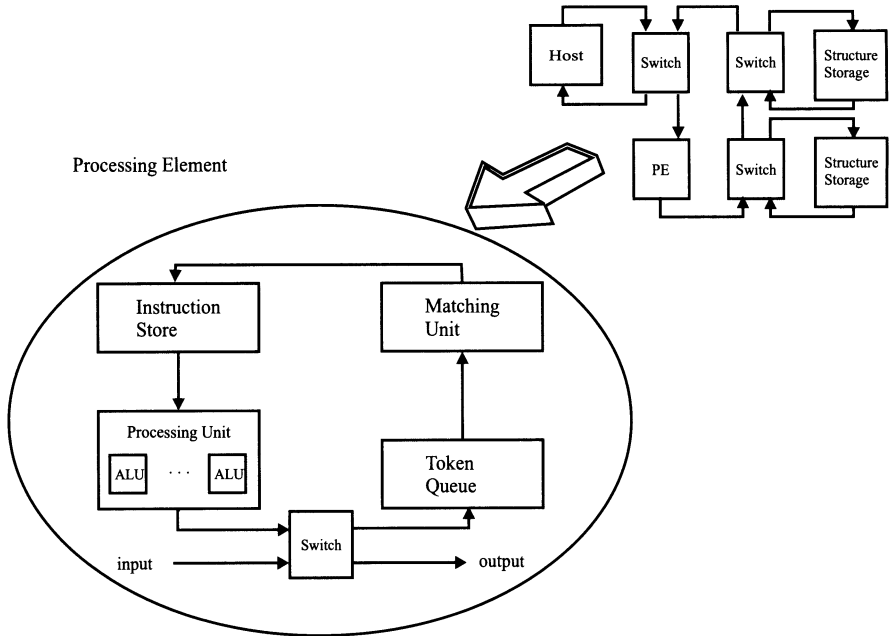 Host
Switch
Switch
Structure
Storage
Processing Element
PE
Switch
Structure
Storage
Instruction
Store
Matching
Unit
Processing Unit
ALU ... ALU
Token
Queue
Switch
input
output